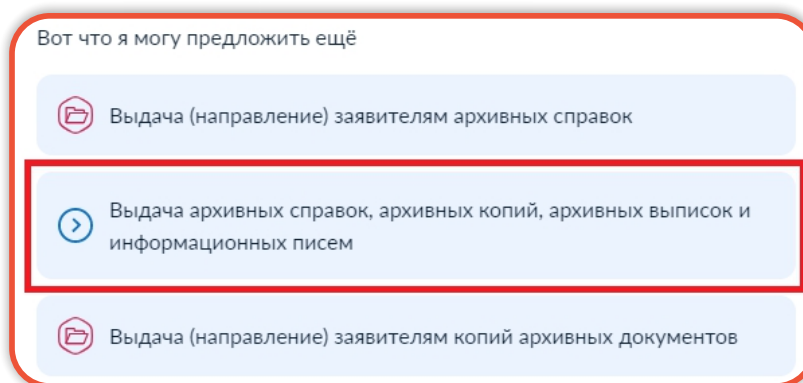 Вот что я могу предложить ещё
Выдача (направление) заявителям архивных справок
Выдача архивных справок, архивных копий, архивных выписок и
информационных писем
Выдача (направление) заявителям копий архивных документов